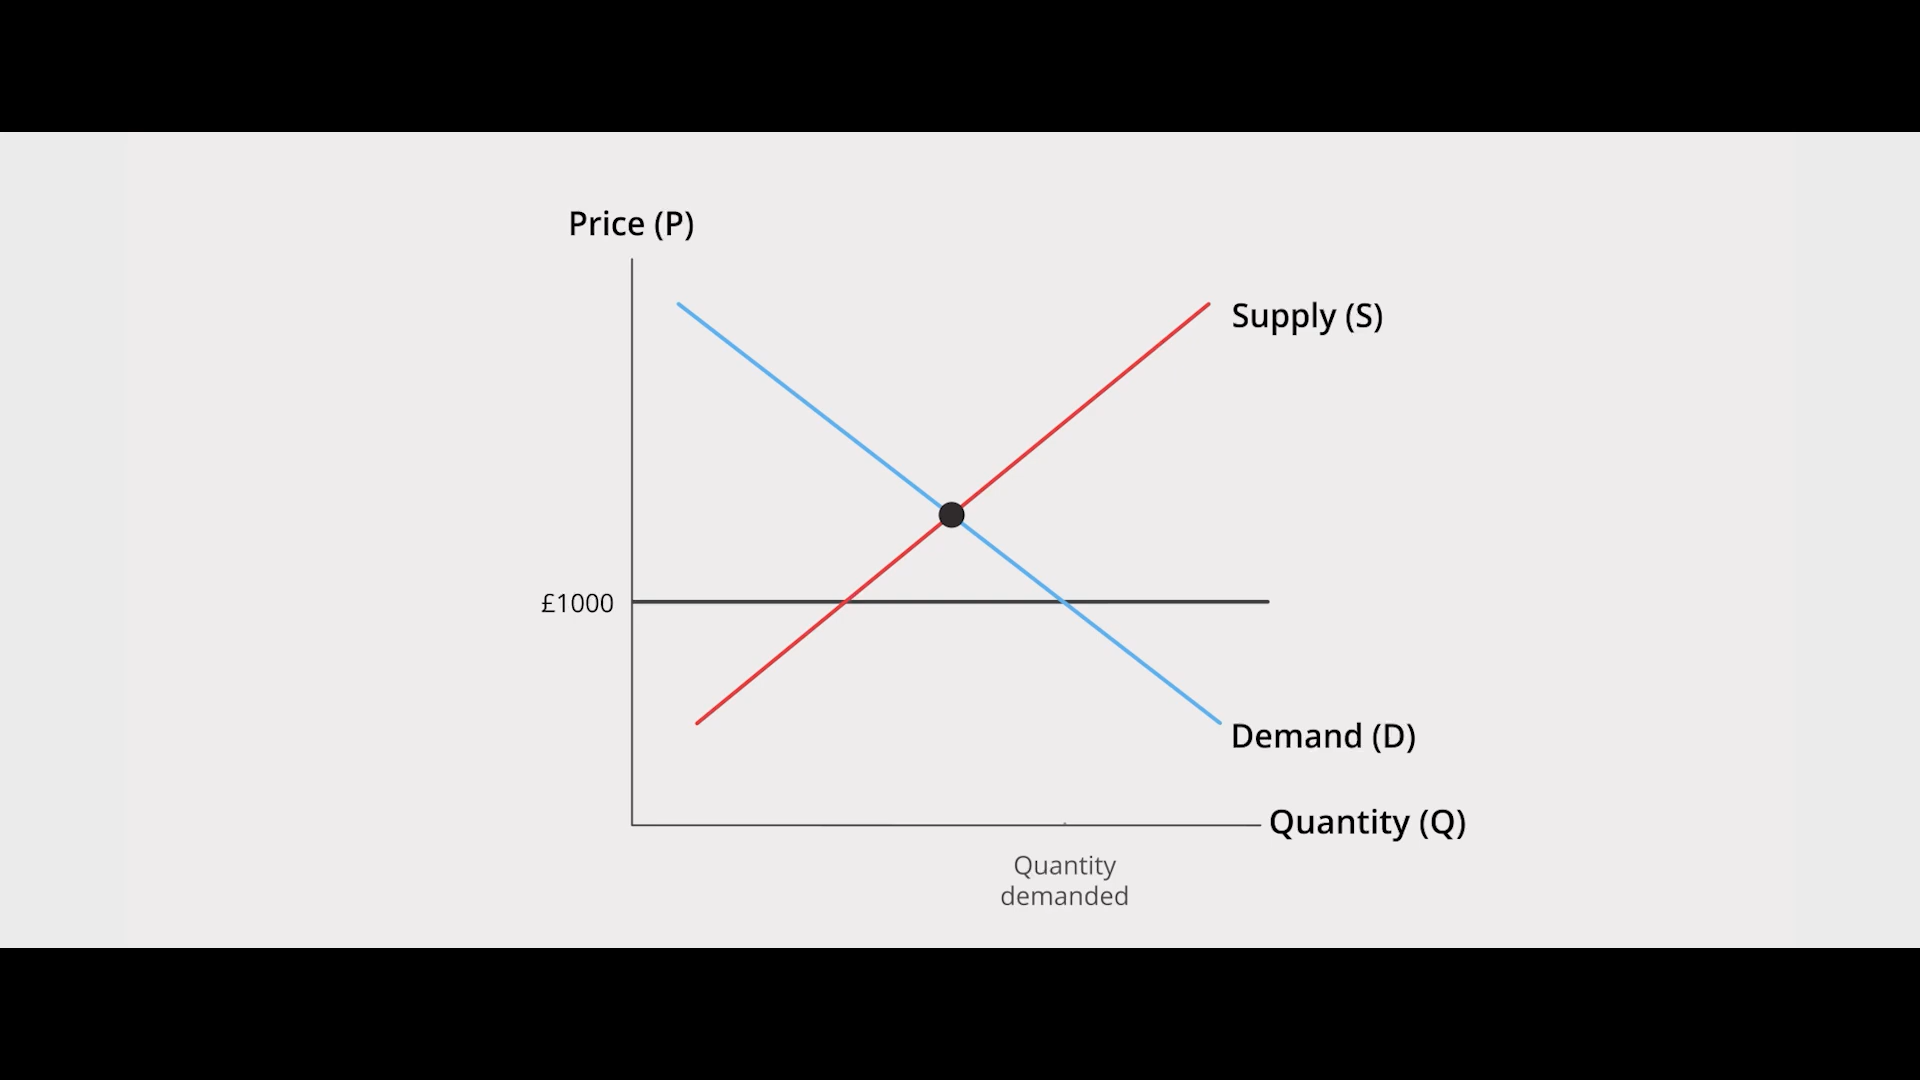 Price (P)
Supply (S)
£1000
Demand (D)
Quantity (Q)
Quantity
demanded